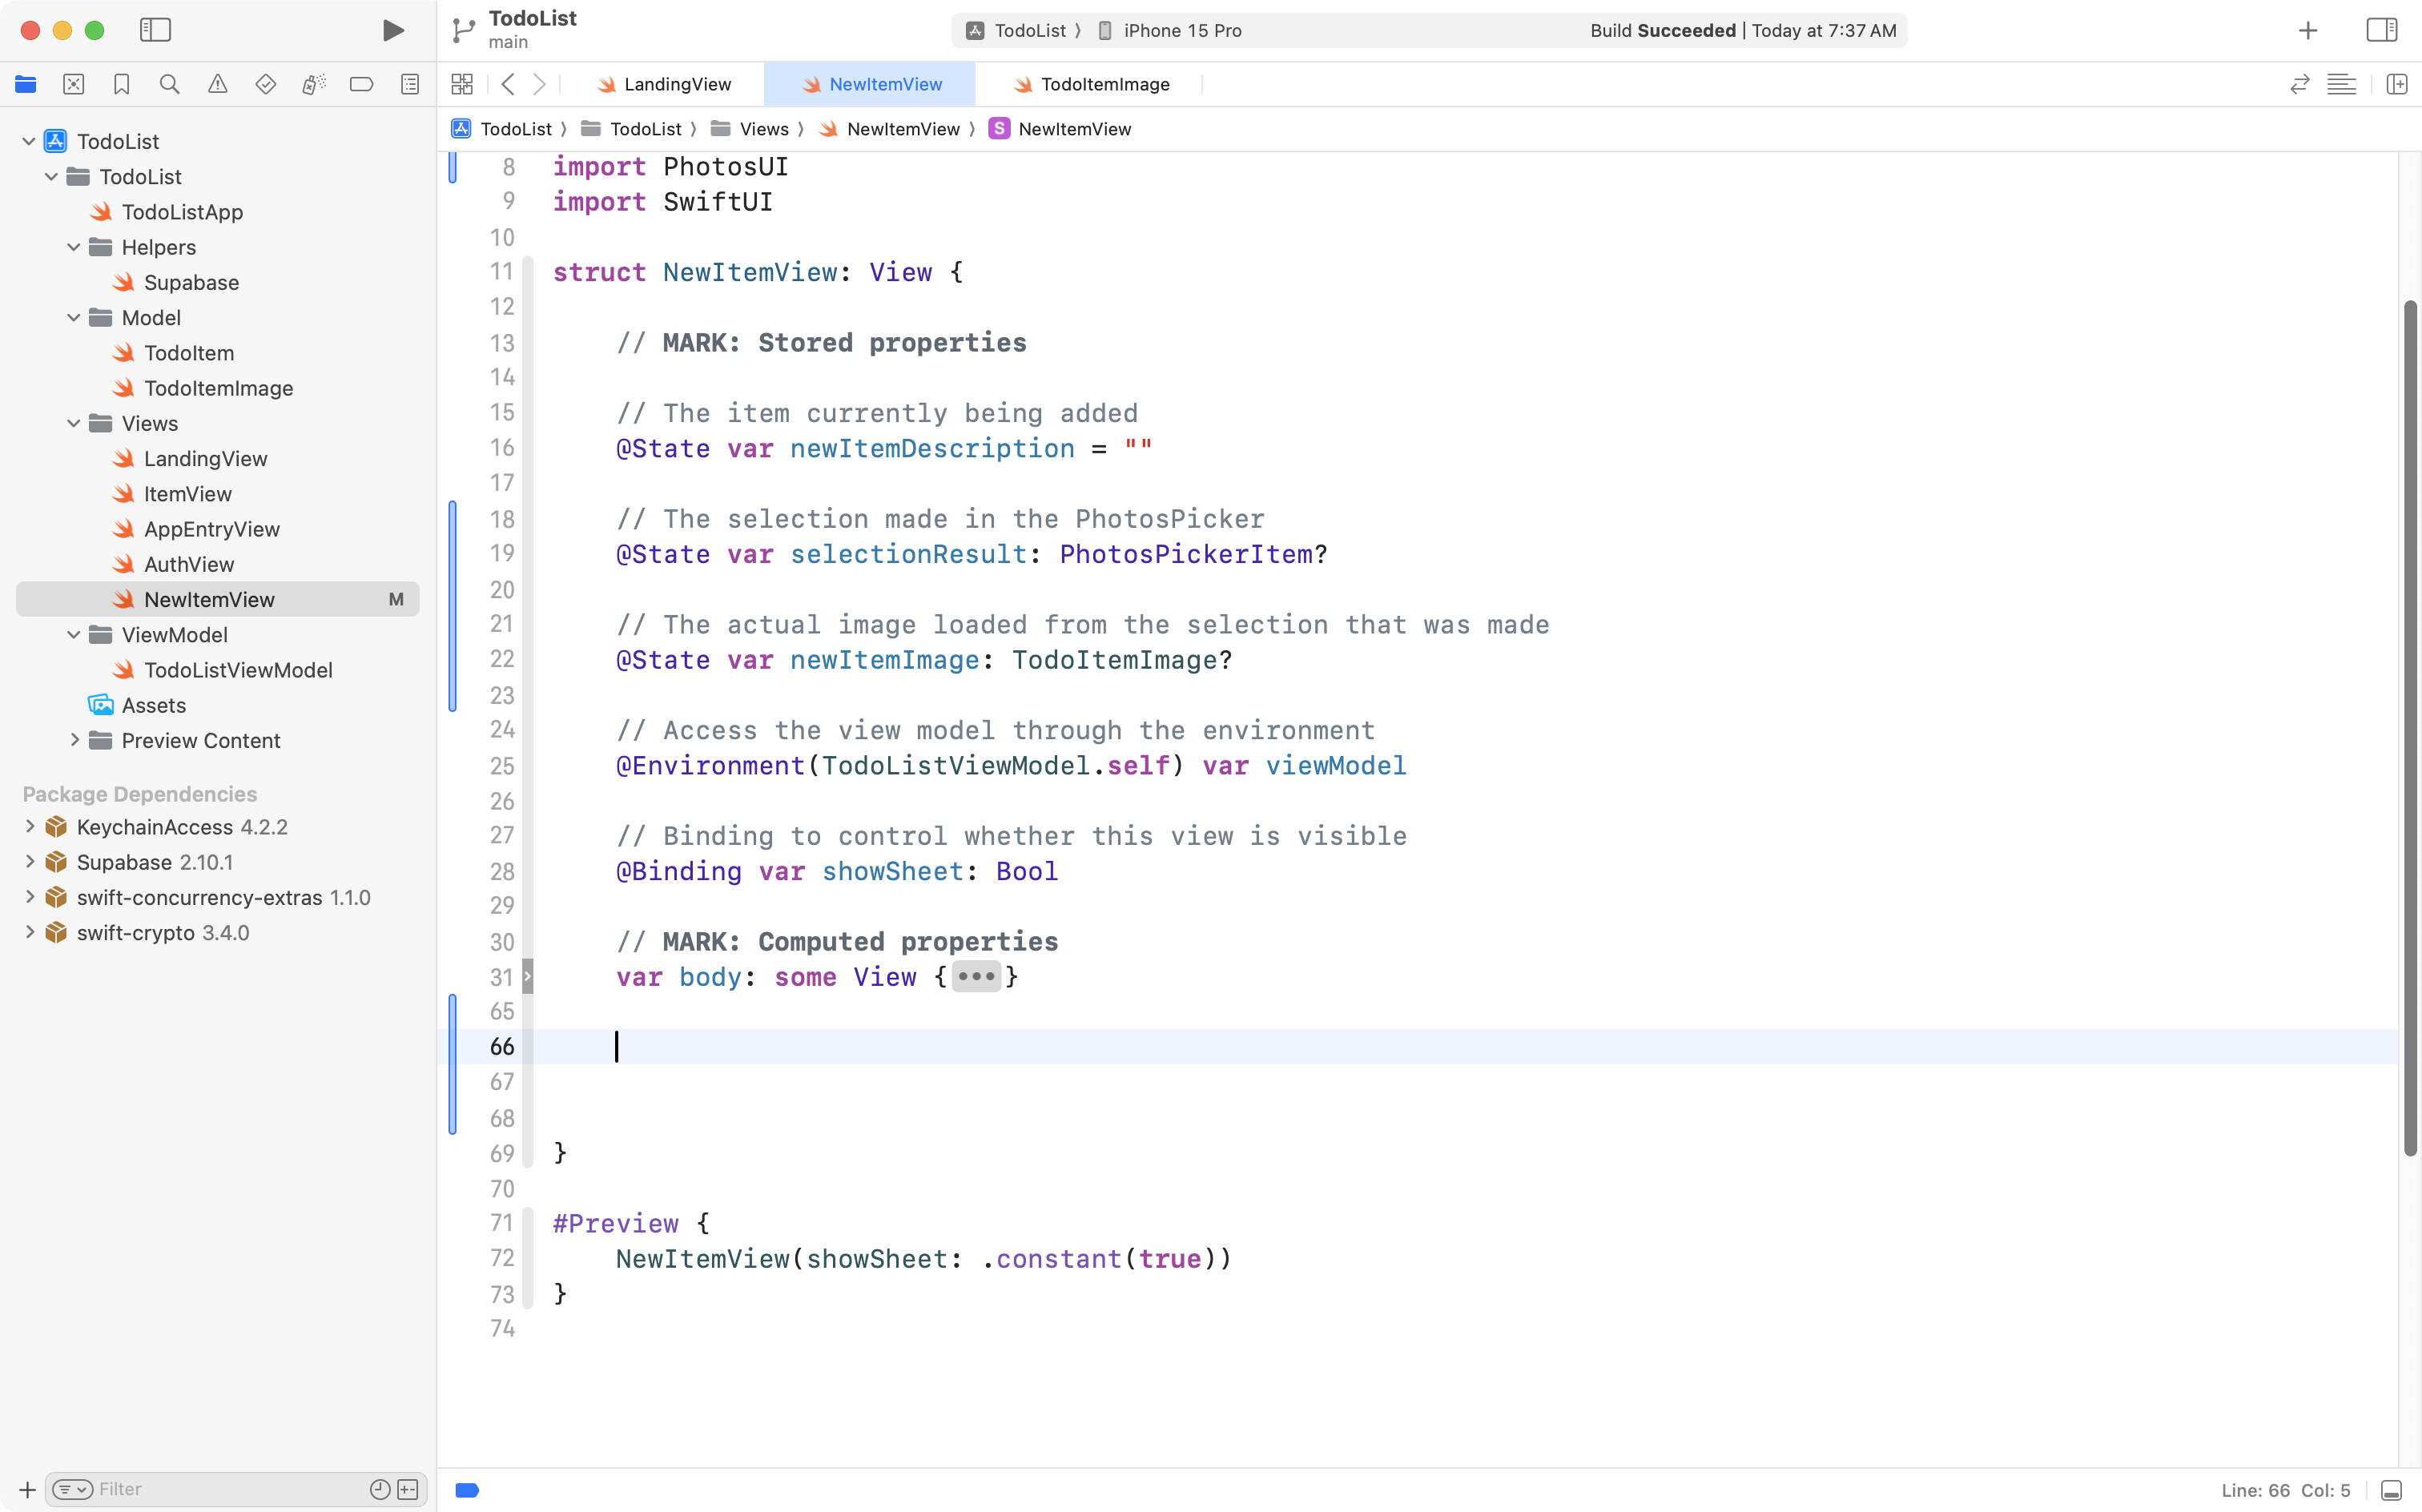 TodoList
main
TodoList ⟩ iPhone 15 Pro
Build Succeeded | Today at 7:37 AM
LandingView
NewItemView
TodoItemImage
TodoList ⟩ TodoList ⟩ Views ⟩ NewItemView ⟩ S NewItemView
TodoList
TodoList
TodoListApp
Helpers
Supabase
Model
TodoItem
TodoItemImage
Views
LandingView
ItemView
AppEntryView
AuthView
NewItemView M
ViewModel
TodoListViewModel
Assets
Preview Content
Package Dependencies
KeychainAccess 4.2.2
Supabase 2.10.1
swift-concurrency-extras 1.1.0
swift-crypto 3.4.0
Filter
8 import PhotosUI
9 import SwiftUI
10
11 struct NewItemView: View {
12
13 // MARK: Stored properties
14
15 // The item currently being added
16 @State var newItemDescription = ""
17
18 // The selection made in the PhotosPicker
19 @State var selectionResult: PhotosPickerItem?
20
21 // The actual image loaded from the selection that was made
22 @State var newItemImage: TodoItemImage?
23
24 // Access the view model through the environment
25 @Environment(TodoListViewModel.self) var viewModel
26
27 // Binding to control whether this view is visible
28 @Binding var showSheet: Bool
29
30 // MARK: Computed properties
31 var body: some View {•••}
65
66
67
68
69 }
70
71 #Preview {
72 NewItemView(showSheet: .constant(true))
73 }
74
Line: 66 Col: 5